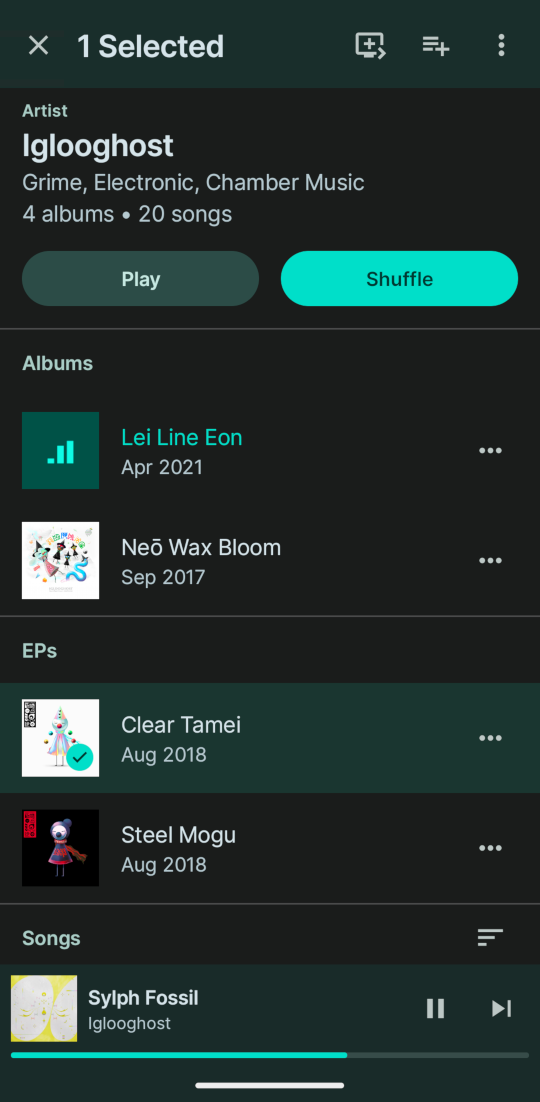 1 Selected
Artist
Iglooghost
Grime, Electronic, Chamber Music
4 albums • 20 songs
Play
Shuffle
Albums
Lei Line Eon
Apr 2021
Neō Wax Bloom
Sep 2017
EPs
Clear Tamei
Aug 2018
Steel Mogu
Aug 2018
Songs
Sylph Fossil
Iglooghost